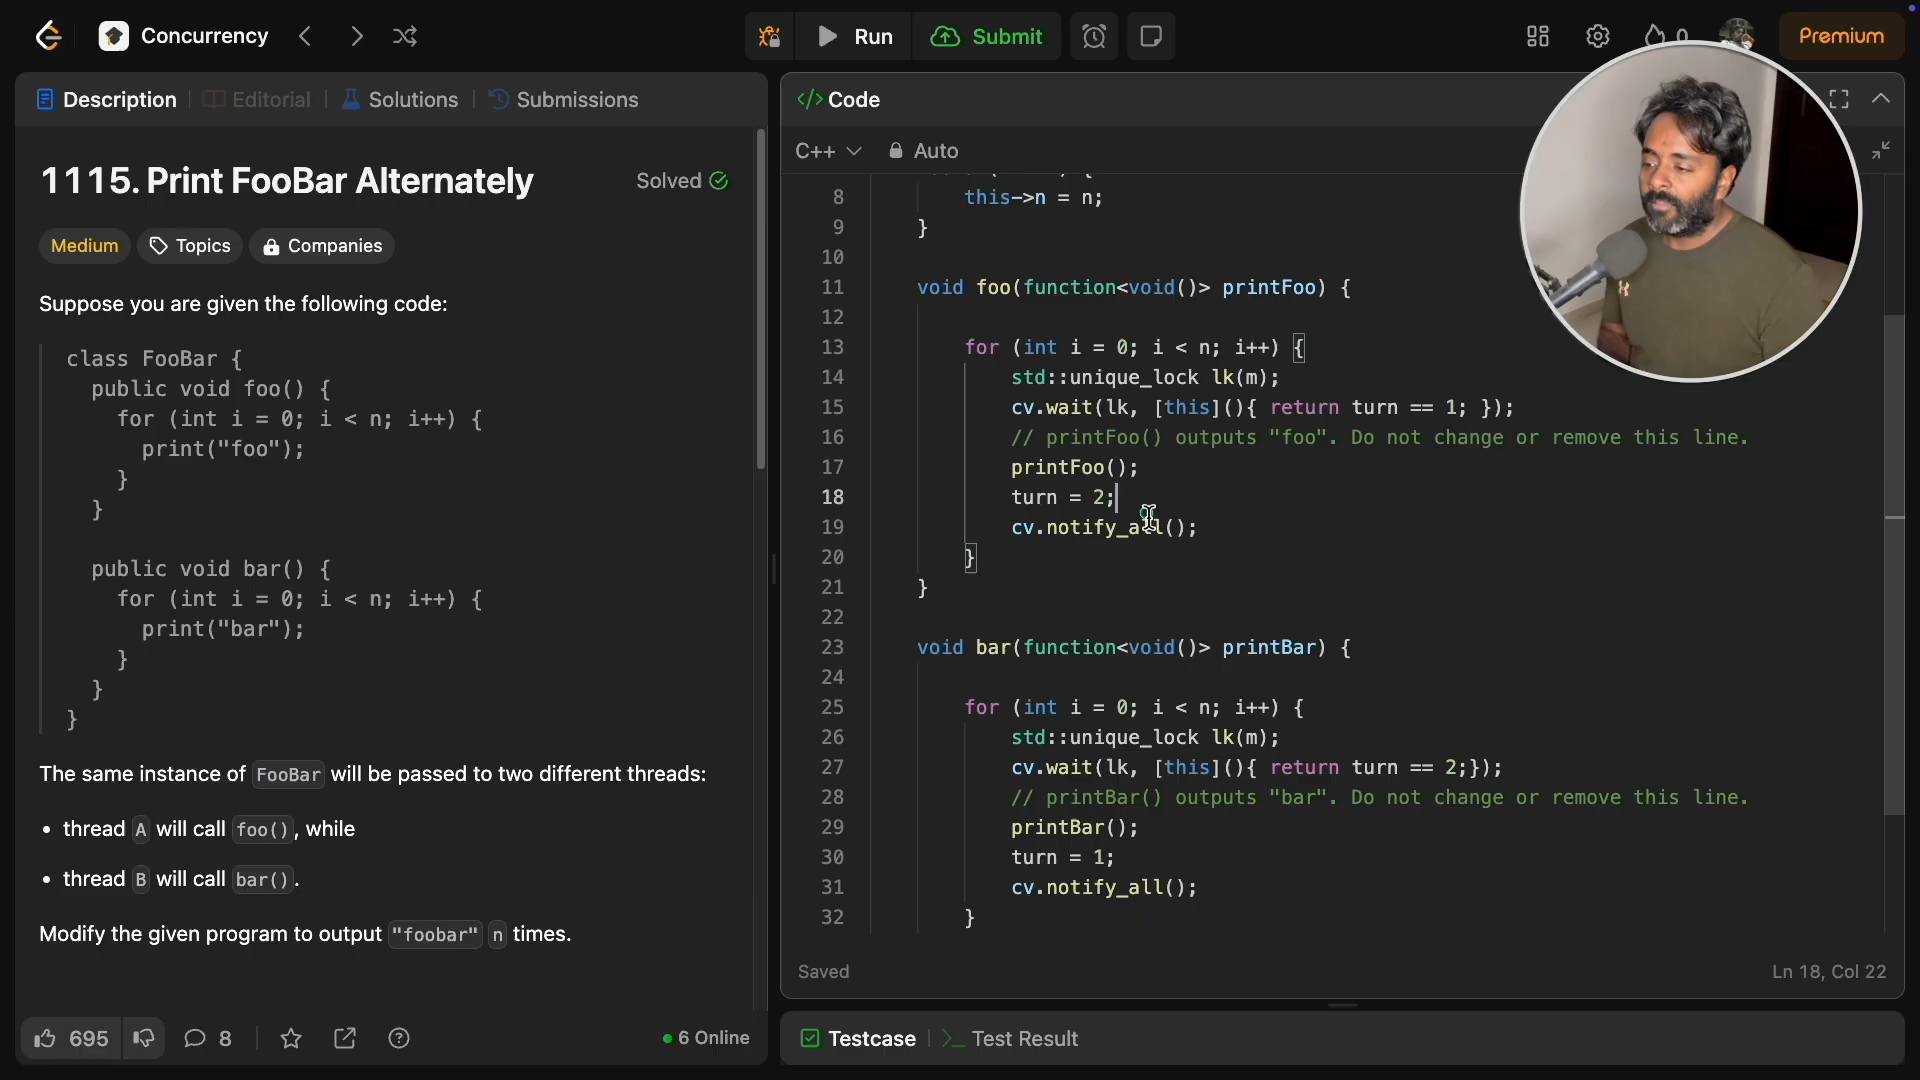 Concurrency
Run
Submit
0
Premium
Description
Editorial
Solutions
Submissions
1115. Print FooBar Alternately
Solved
Medium
Topics
Companies
Suppose you are given the following code:
class FooBar {
public void foo() {
for (int i = 0; i < n; i++) {
print("foo");
}
}
public void bar() {
for (int i = 0; i < n; i++) {
print("bar");
}
}
}
The same instance of FooBar will be passed to two different threads:
• thread A will call foo(), while
• thread B will call bar().
Modify the given program to output "foobar" n times.
695
8
6 Online
</> Code
C++
Auto
8 this->n = n;
9 }
10
11 void foo(function<void()> printFoo) {
12
13 for (int i = 0; i < n; i++) {
14 std::unique_lock lk(m);
15 cv.wait(lk, [this](){ return turn == 1; });
16 // printFoo() outputs "foo". Do not change or remove this line.
17 printFoo();
18 turn = 2;
19 cv.notify_all();
20 }
21 }
22
23 void bar(function<void()> printBar) {
24
25 for (int i = 0; i < n; i++) {
26 std::unique_lock lk(m);
27 cv.wait(lk, [this](){ return turn == 2;});
28 // printBar() outputs "bar". Do not change or remove this line.
29 printBar();
30 turn = 1;
31 cv.notify_all();
32 }
Saved
Ln 18, Col 22
Testcase
Test Result